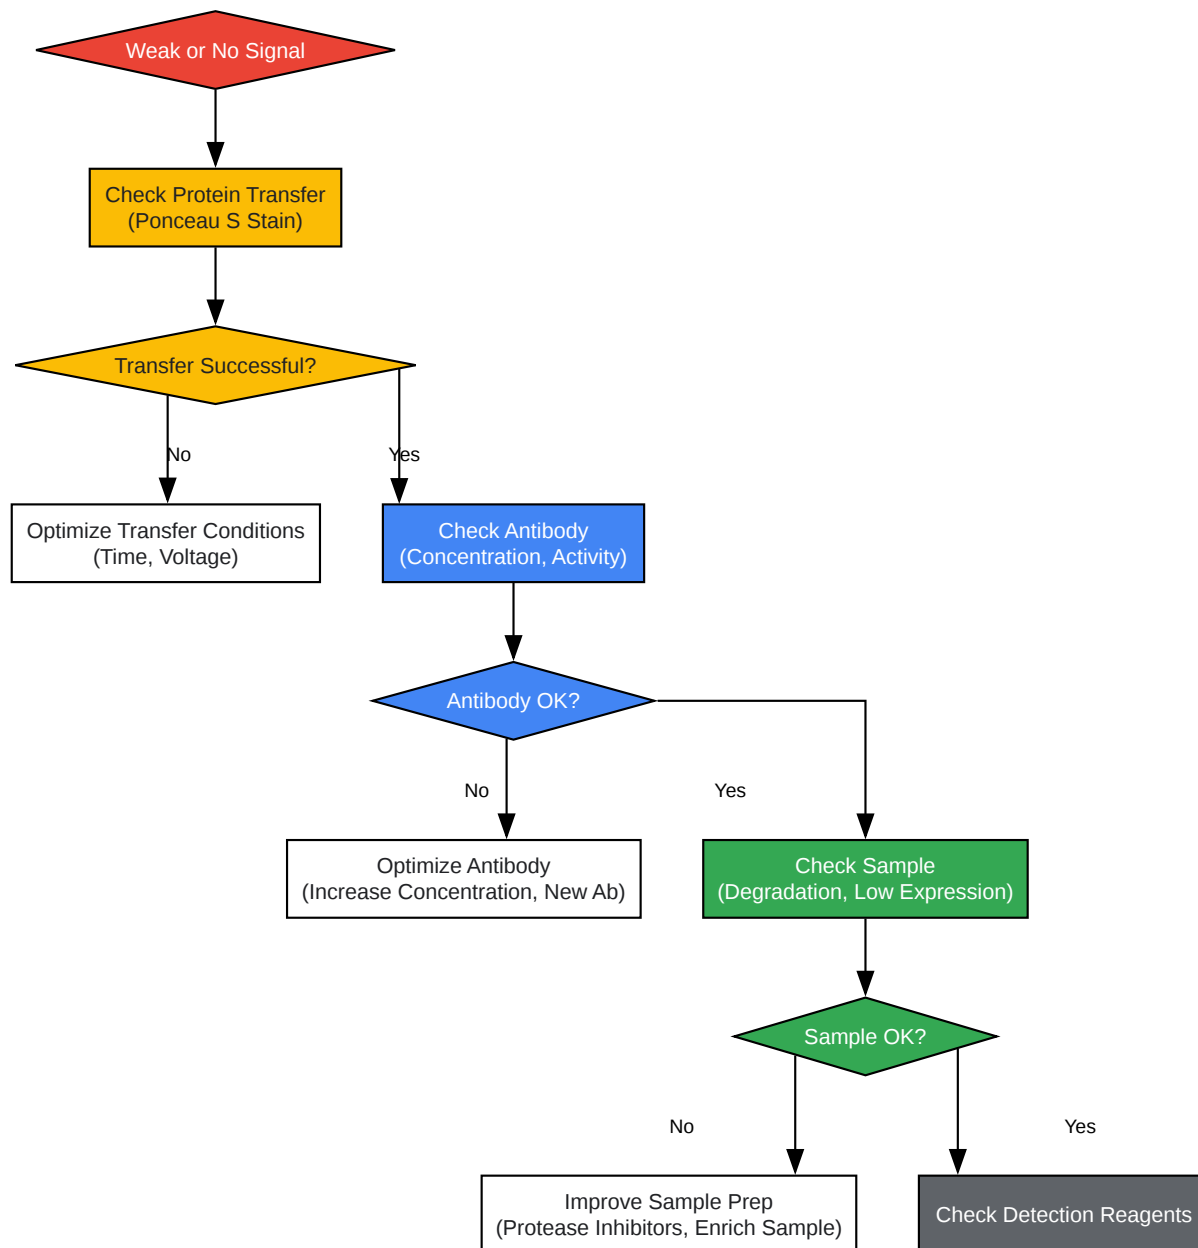 Weak or No Signal
Check Protein Transfer
(Ponceau S Stain)
Transfer Successful?
No
Yes
Optimize Transfer Conditions
(Time, Voltage)
Check Antibody
(Concentration, Activity)
Antibody OK?
No
Yes
Optimize Antibody
(Increase Concentration, New Ab)
Check Sample
(Degradation, Low Expression)
Sample OK?
No
Yes
Improve Sample Prep
(Protease Inhibitors, Enrich Sample)
Check Detection Reagents